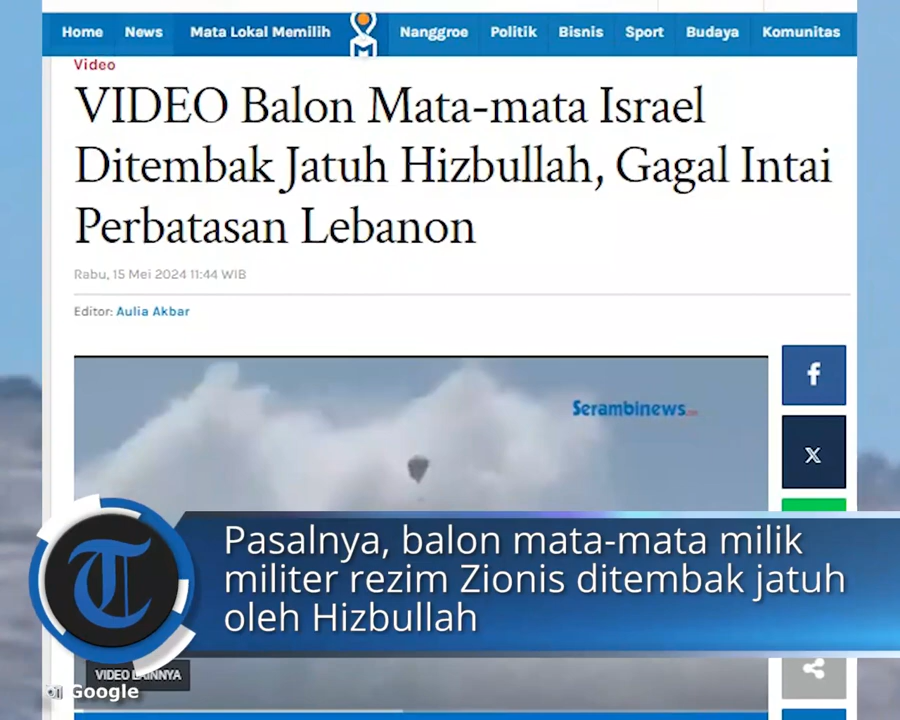 Home News Mata Lokal Memilih Nanggroe Politik Bisnis Sport Budaya Komunitas
Video
VIDEO Balon Mata-mata Israel
Ditembak Jatuh Hizbullah, Gagal Intai
Perbatasan Lebanon
Rabu, 15 Mei 2024 11:44 WIB
Editor: Aulia Akbar
Serambinews
Pasalnya, balon mata-mata milik
militer rezim Zionis ditembak jatuh
oleh Hizbullah
VIDEO LAINNYA
Google